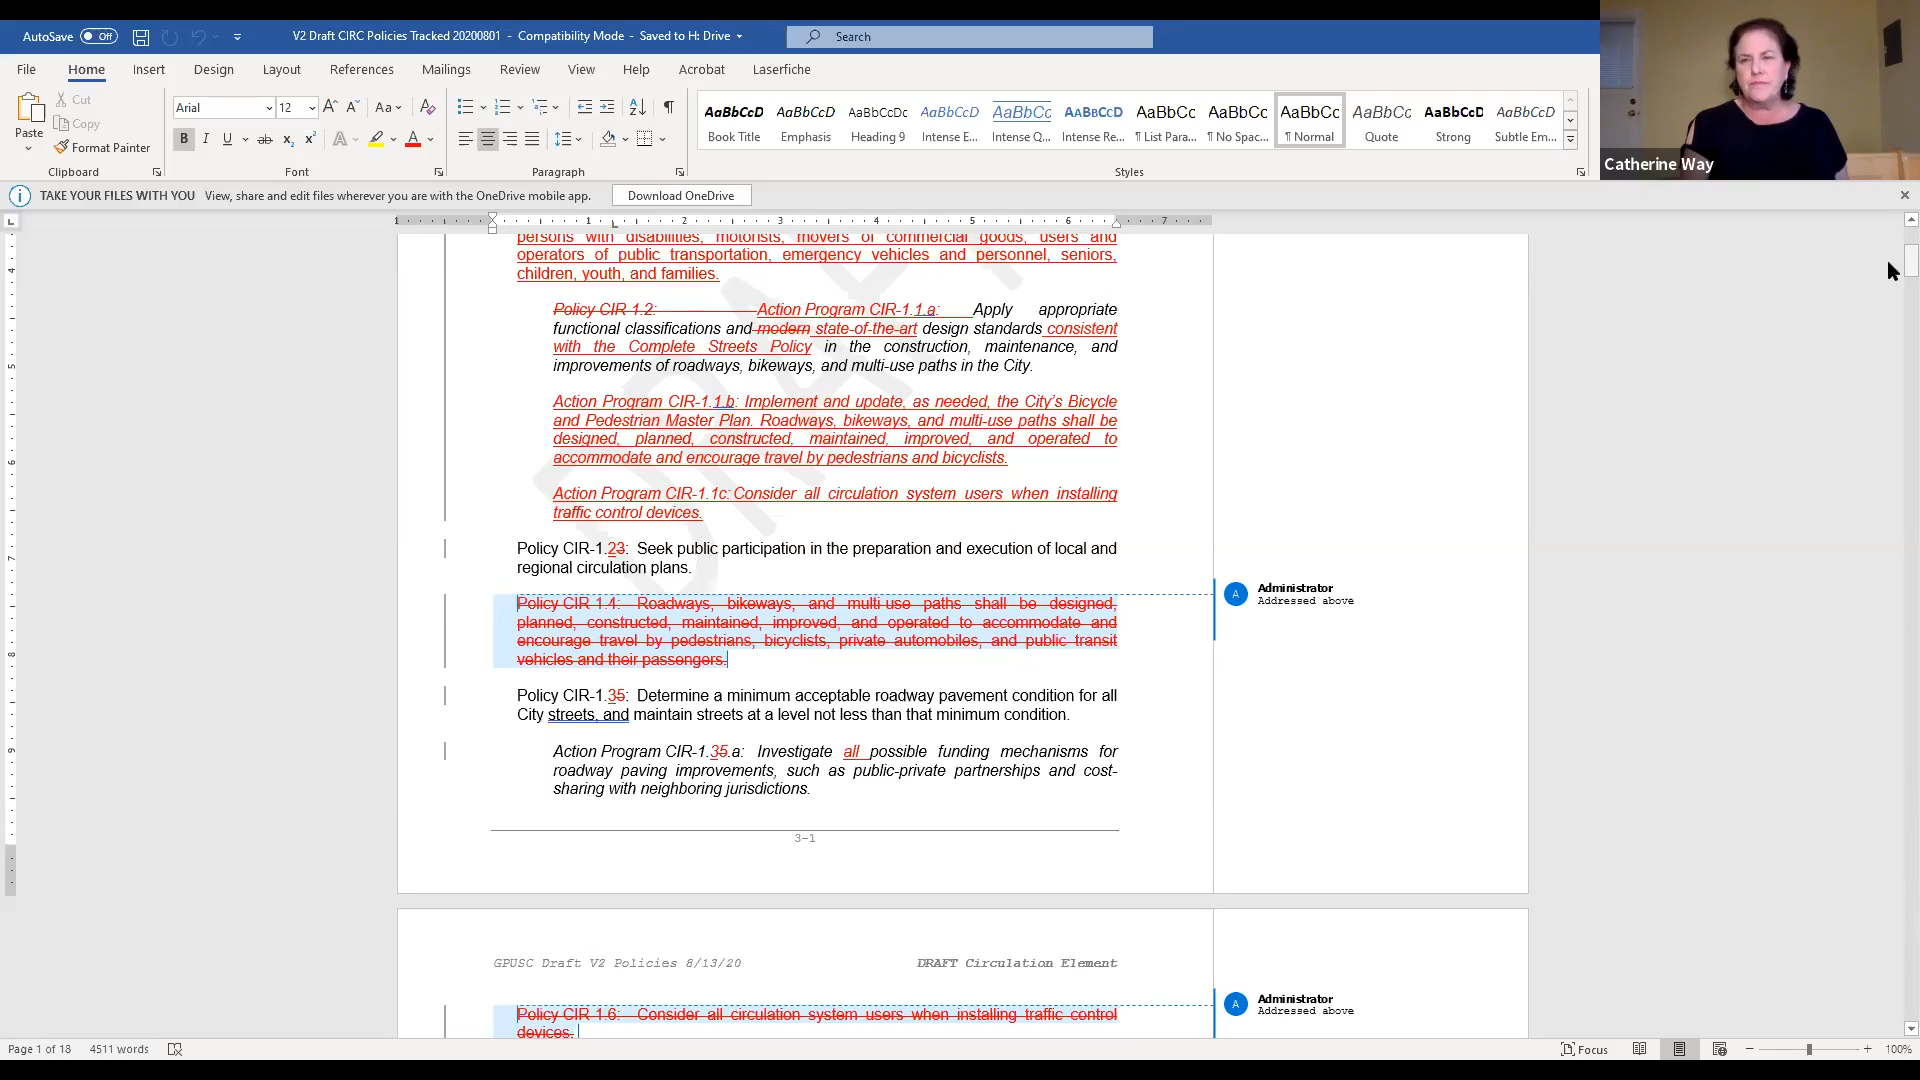 AutoSave Off V2 Draft CIRC Policies Tracked 20200801 - Compatibility Mode - Saved to H: Drive Search
File Home Insert Design Layout References Mailings Review View Help Acrobat Laserfiche
Paste Cut Copy Format Painter
Arial 12 Aa
AaBbCcD AaBbCcD AaBbCcDc AaBbCcD AaBbCc AaBbCcD AaBbCc AaBbCc AaBbCc AaBbCc AaBbCcD AaBbCcD
Book Title Emphasis Heading 9 Intense E... Intense Q... Intense Re... ¶ List Para... ¶ No Spac... ¶ Normal Quote Strong Subtle Em...
Clipboard Font Paragraph Styles
Catherine Way
TAKE YOUR FILES WITH YOU View, share and edit files wherever you are with the OneDrive mobile app. Download OneDrive
1 1 2 3 4 5 6 7
DRAFT
persons with disabilities, motorists, movers of commercial goods, users and
operators of public transportation, emergency vehicles and personnel, seniors,
children, youth, and families.
Policy CIR-1.2: Action Program CIR-1.1.a: Apply appropriate
functional classifications and modern state-of-the-art design standards consistent
with the Complete Streets Policy in the construction, maintenance, and
improvements of roadways, bikeways, and multi-use paths in the City.
Action Program CIR-1.1.b: Implement and update, as needed, the City's Bicycle
and Pedestrian Master Plan. Roadways, bikeways, and multi-use paths shall be
designed, planned, constructed, maintained, improved, and operated to
accommodate and encourage travel by pedestrians and bicyclists.
Action Program CIR-1.1c: Consider all circulation system users when installing
traffic control devices.
Policy CIR-1.23: Seek public participation in the preparation and execution of local and
regional circulation plans.
Policy CIR-1.4: Roadways, bikeways, and multi-use paths shall be designed,
planned, constructed, maintained, improved, and operated to accommodate and
encourage travel by pedestrians, bicyclists, private automobiles, and public transit
vehicles and their passengers.
A Administrator
Addressed above
Policy CIR-1.35: Determine a minimum acceptable roadway pavement condition for all
City streets, and maintain streets at a level not less than that minimum condition.
Action Program CIR-1.35.a: Investigate all possible funding mechanisms for
roadway paving improvements, such as public-private partnerships and cost-
sharing with neighboring jurisdictions.
3-1
GPUSC Draft V2 Policies 8/13/20 DRAFT Circulation Element
Policy CIR-1.6: Consider all circulation system users when installing traffic control
devices.
A Administrator
Addressed above
Page 1 of 18 4511 words Focus 100%